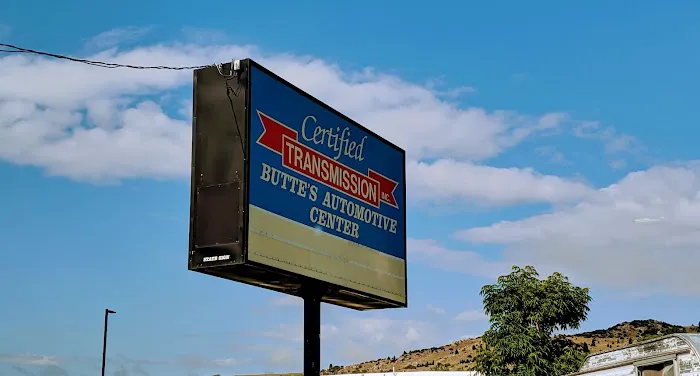 Certified
TRANSMISSION INC.
BUTTE'S AUTOMOTIVE
CENTER